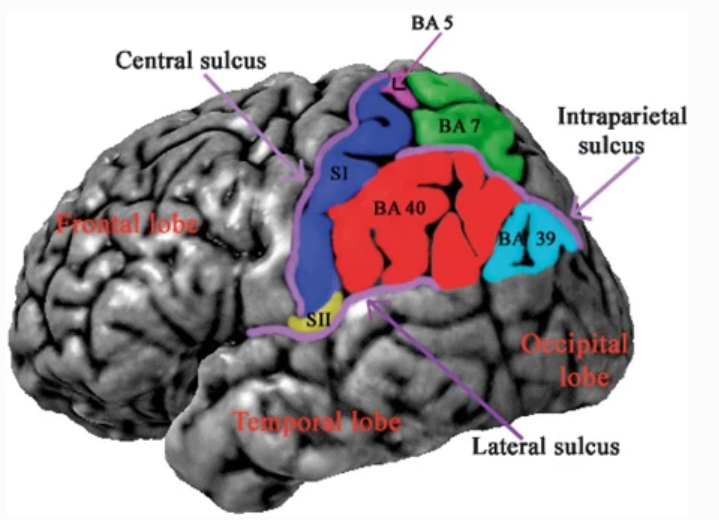 BA 5
Central sulcus
BA 7
Intraparietal
sulcus
SI
BA 40
Frontal lobe
BA 39
SII
Occipital
lobe
Temporal lobe
Lateral sulcus